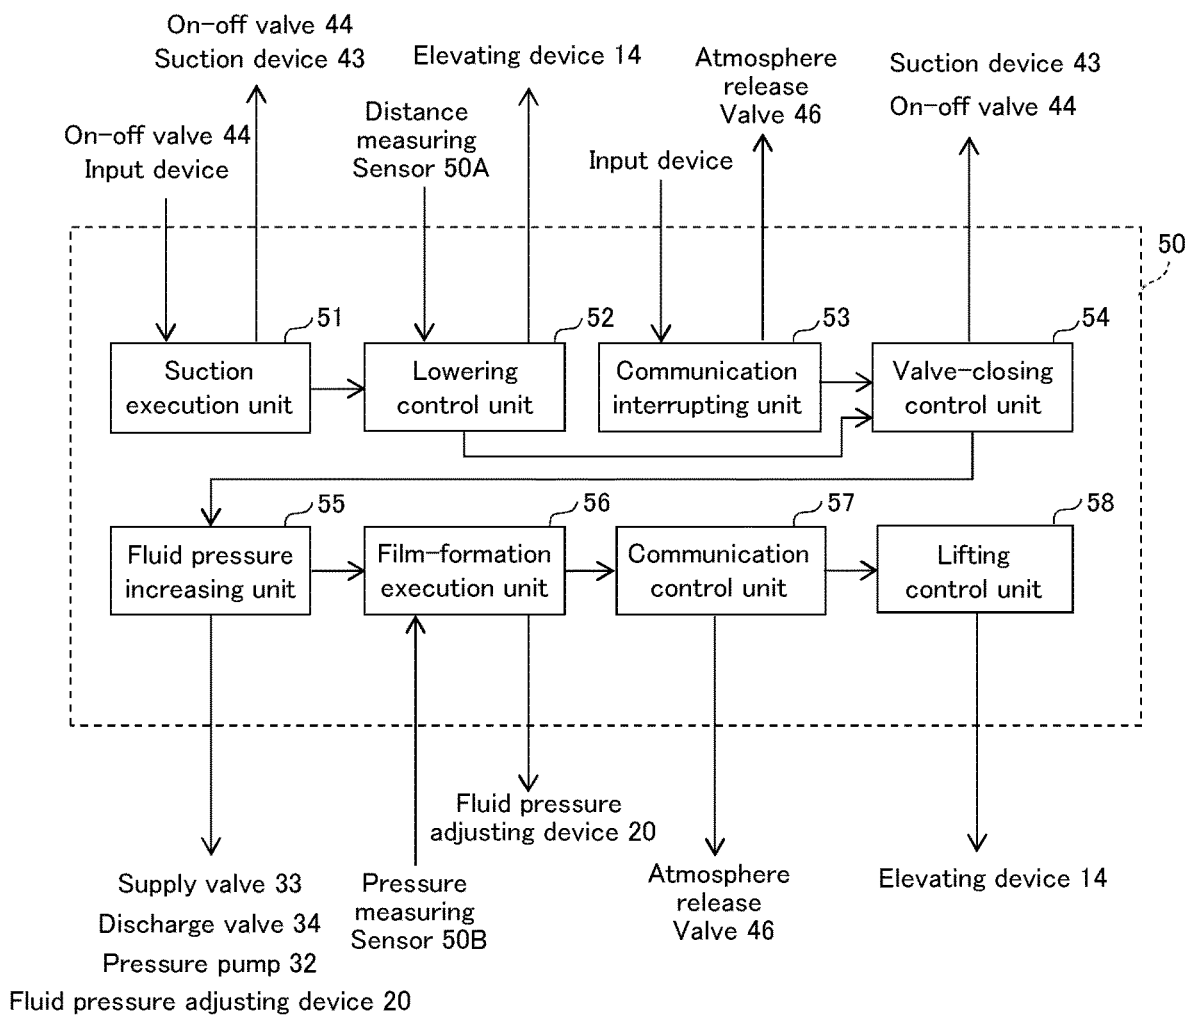 On-off valve 44
Suction device 43
Elevating device 14
Atmosphere
release
Valve 46
Suction device 43
On-off valve 44
On-off valve 44
Input device
Distance
measuring
Sensor 50A
Input device
50
51
52
53
54
Suction
execution unit
Lowering
control unit
Communication
interrupting unit
Valve-closing
control unit
55
56
57
58
Fluid pressure
increasing unit
Film-formation
execution unit
Communication
control unit
Lifting
control unit
Fluid pressure
adjusting device 20
Supply valve 33
Discharge valve 34
Pressure pump 32
Fluid pressure adjusting device 20
Pressure
measuring
Sensor 50B
Atmosphere
release
Valve 46
Elevating device 14